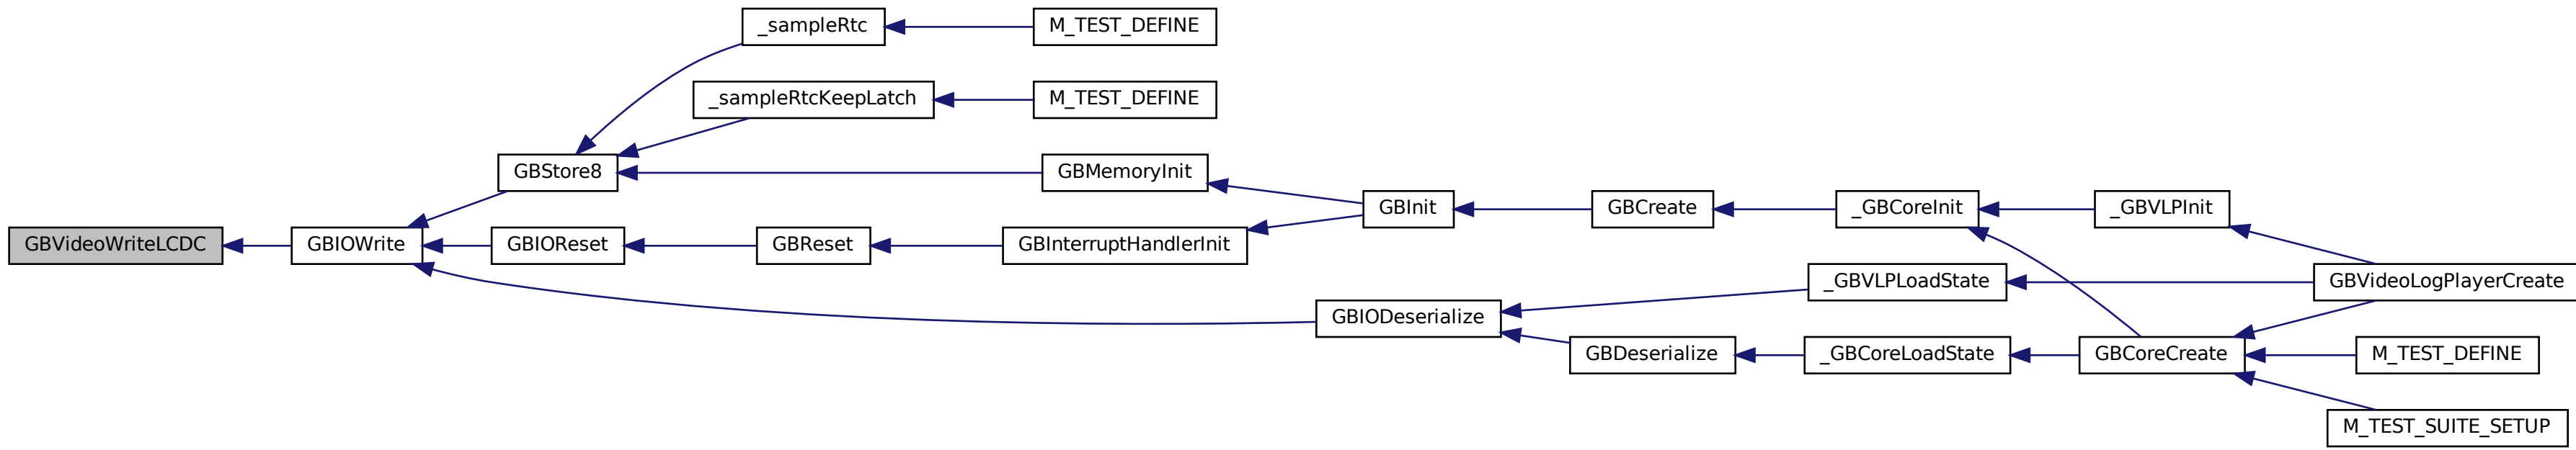 _sampleRtc
M_TEST_DEFINE
_sampleRtcKeepLatch
M_TEST_DEFINE
GBStore8
GBMemoryInit
GBInit
GBCreate
_GBCoreInit
_GBVLPInit
GBVideoWriteLCDC
GBIOWrite
GBIOReset
GBReset
GBInterruptHandlerInit
_GBVLPLoadState
GBVideoLogPlayerCreate
GBIODeserialize
GBDeserialize
_GBCoreLoadState
GBCoreCreate
M_TEST_DEFINE
M_TEST_SUITE_SETUP